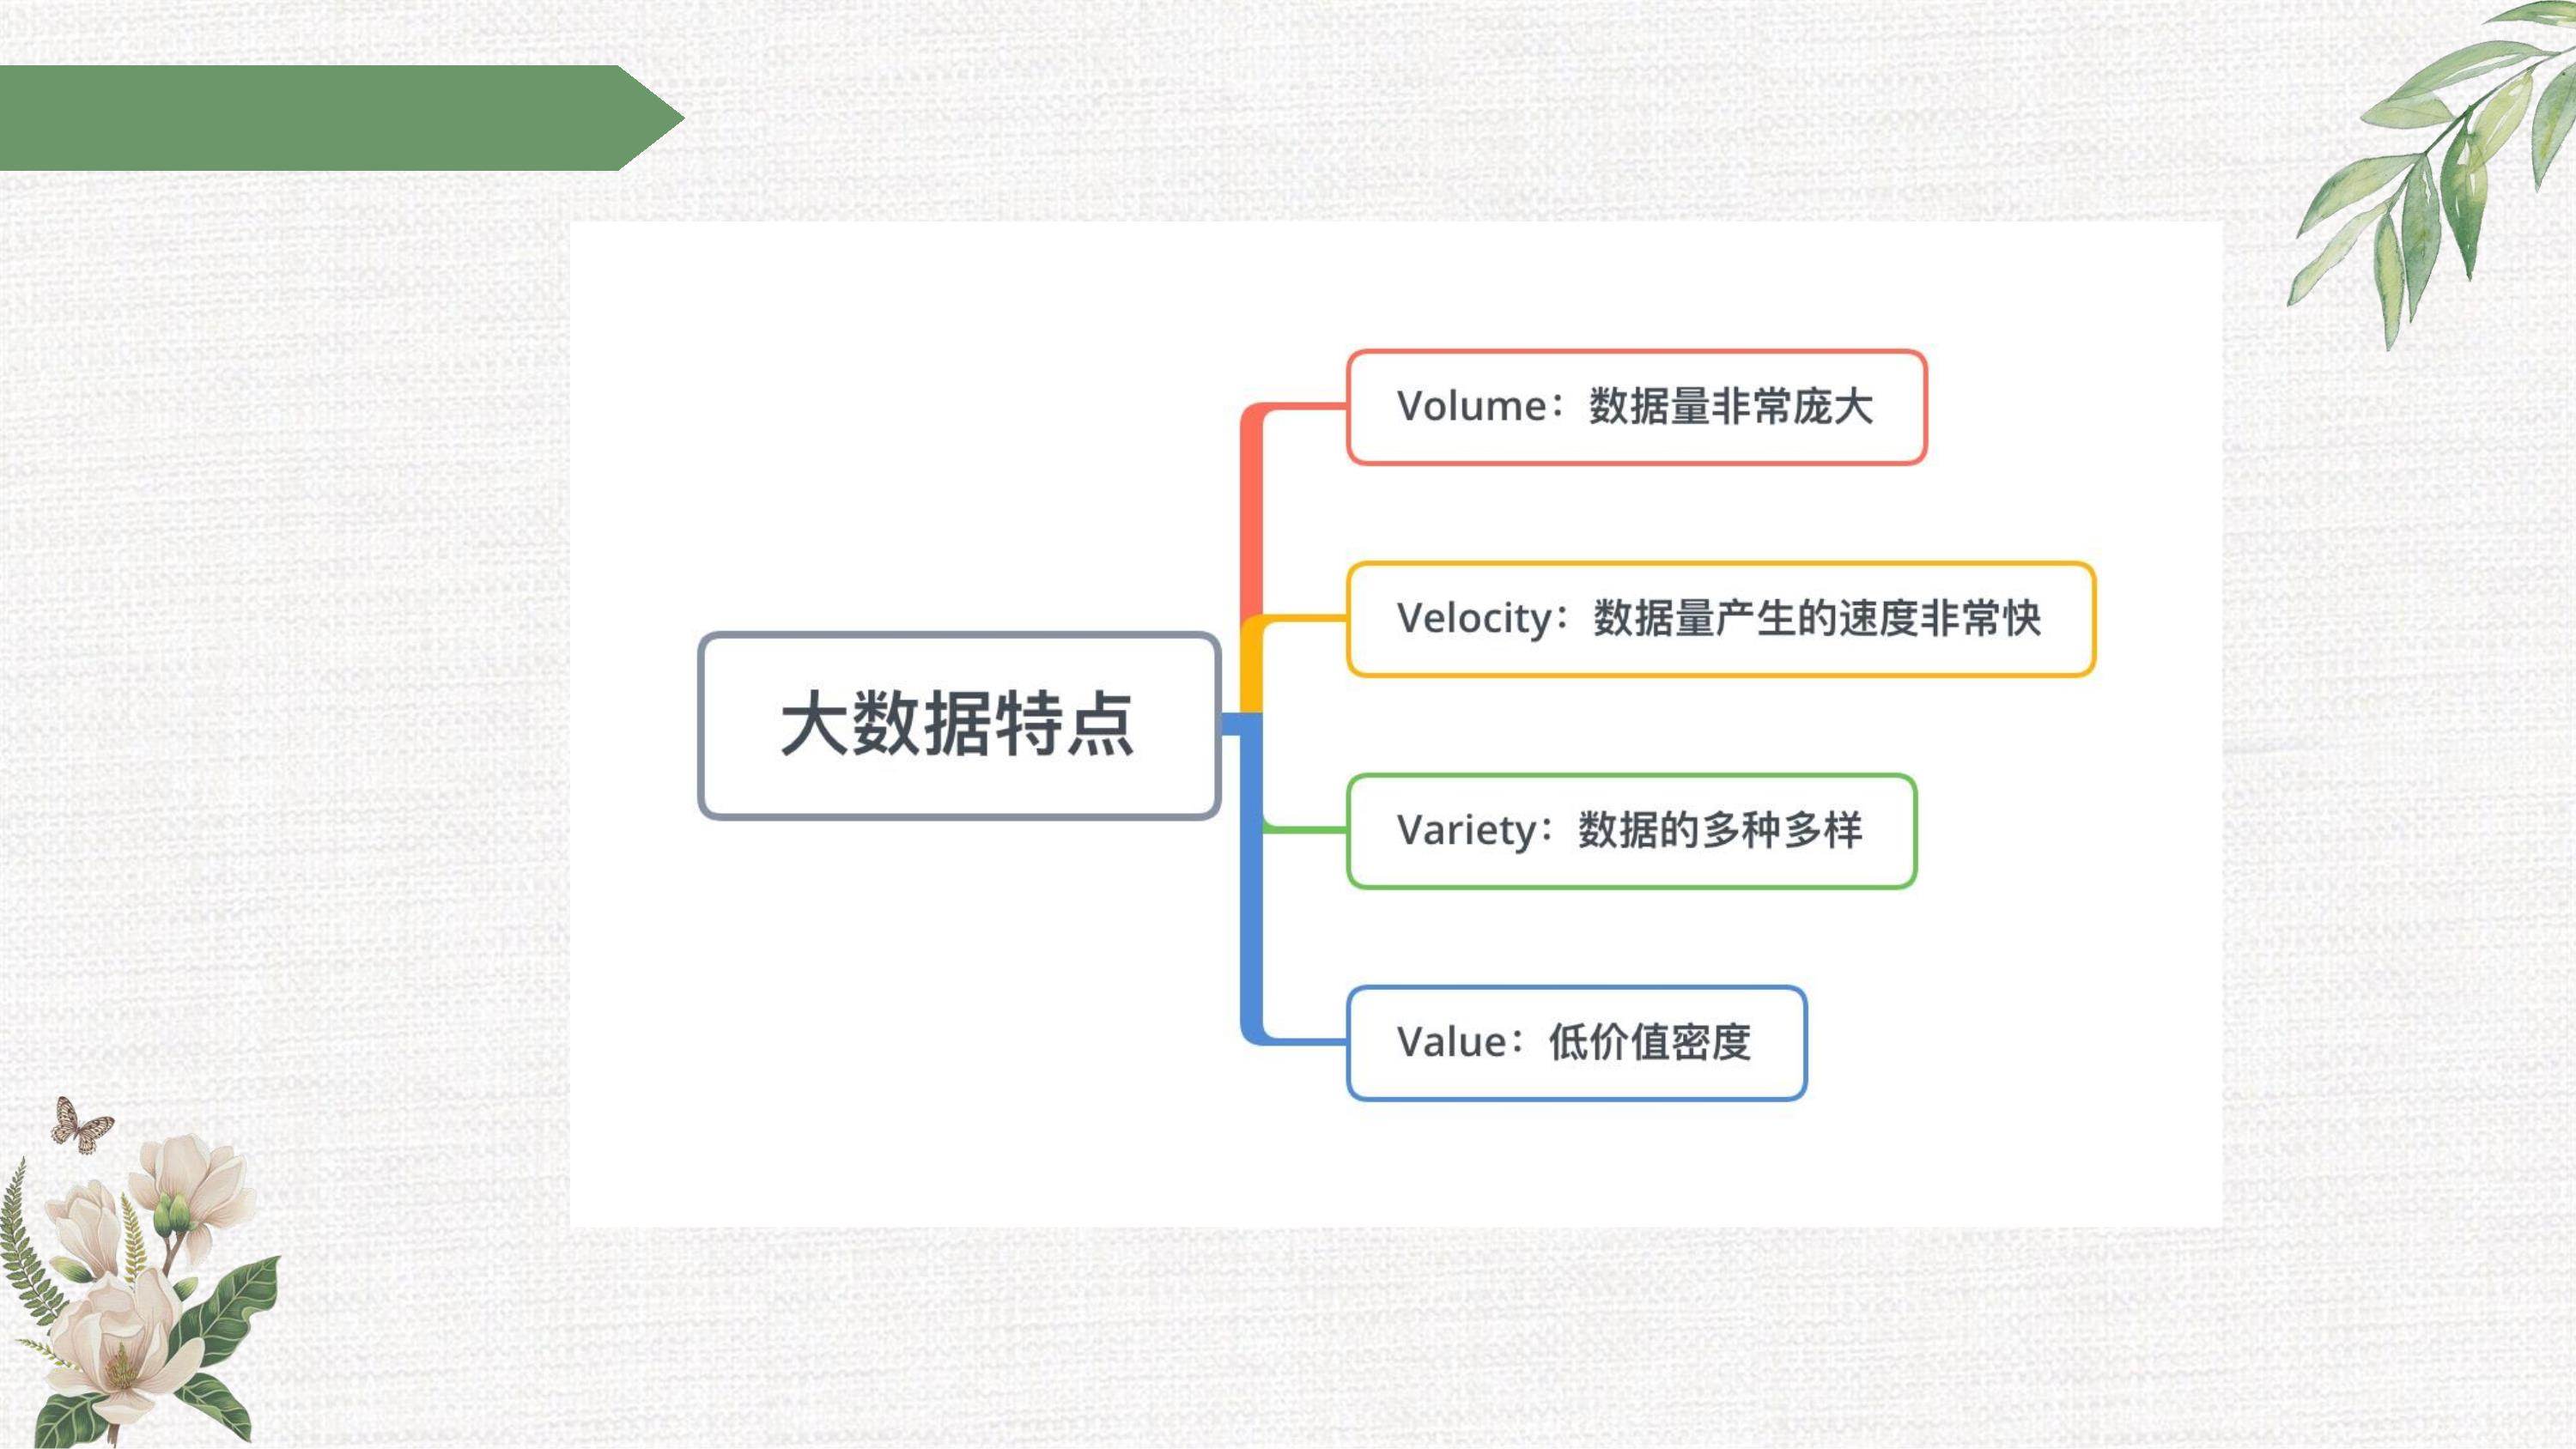 大数据特点
Volume：数据量非常庞大
Velocity：数据量产生的速度非常快
Variety：数据的多种多样
Value：低价值密度